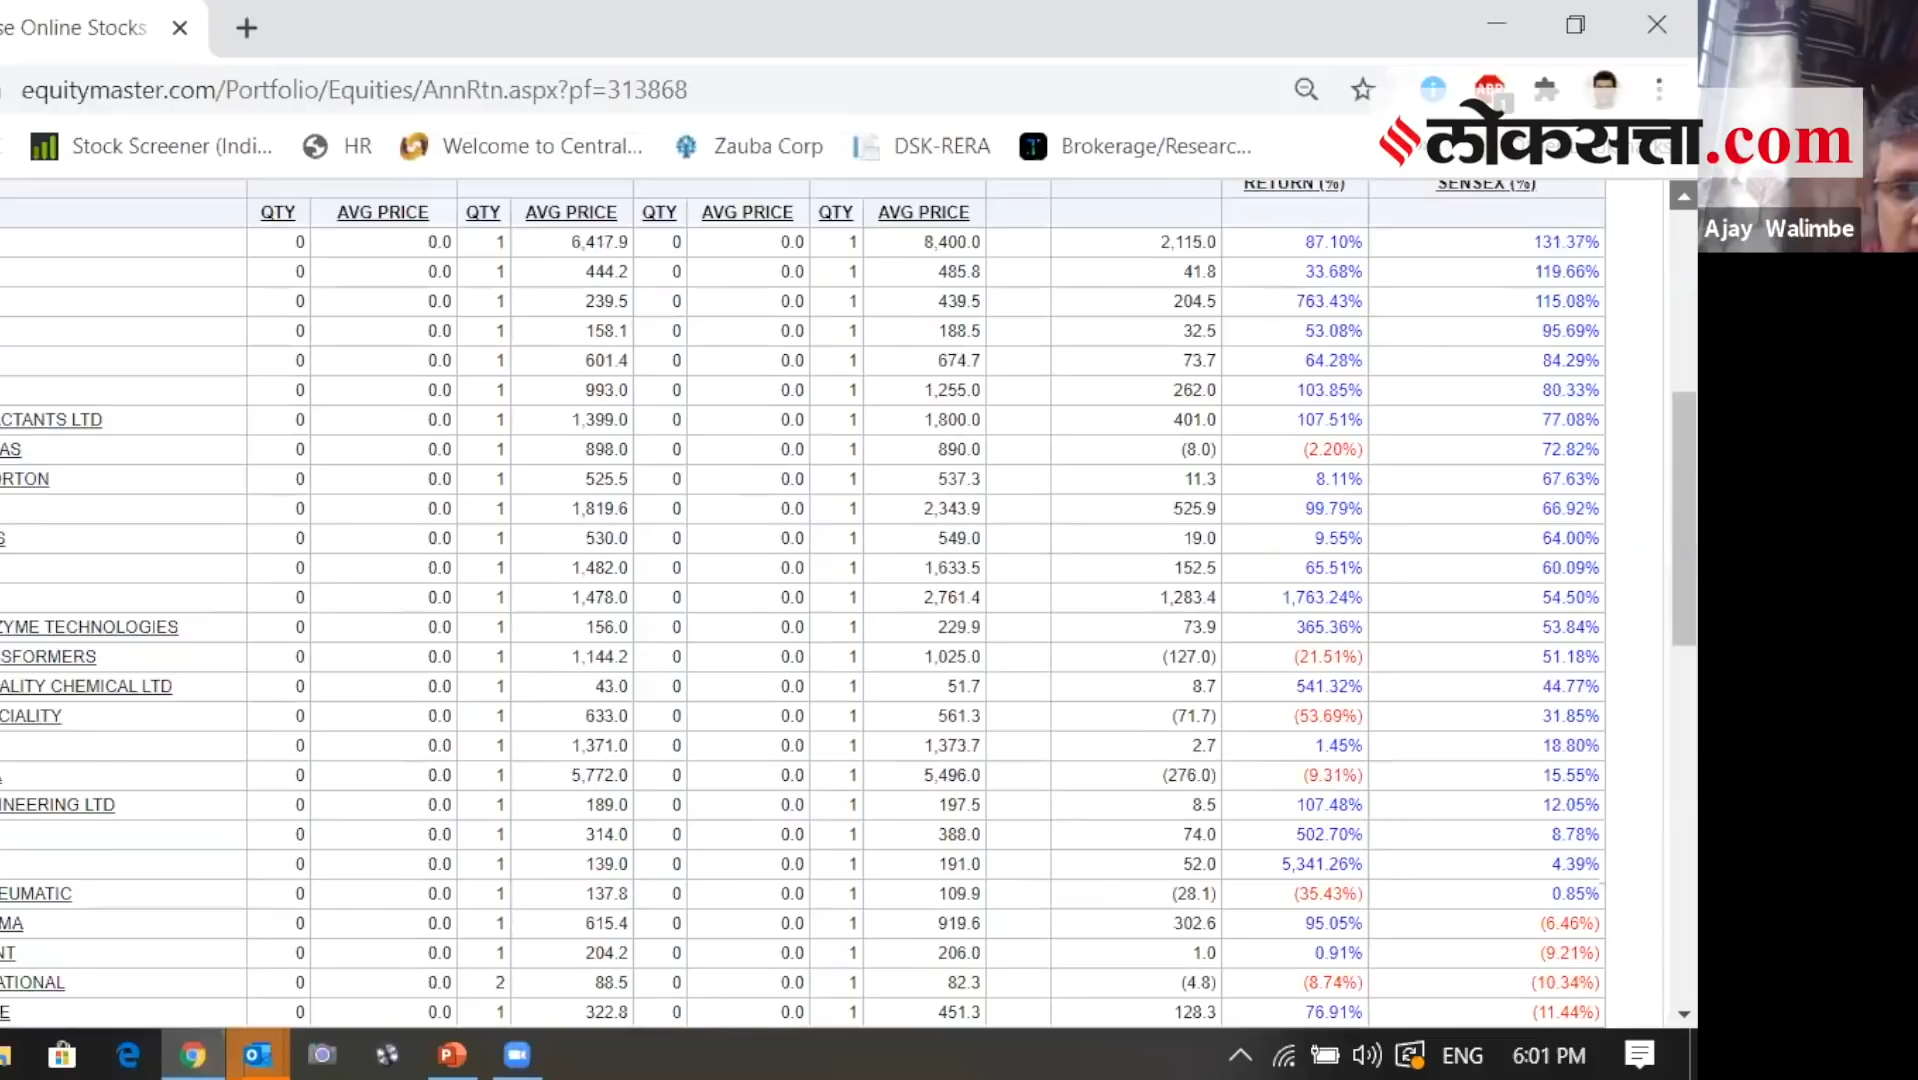 se Online Stocks
equitymaster.com/Portfolio/Equities/AnnRtn.aspx?pf=313868
Stock Screener (Indi... HR Welcome to Central... Zauba Corp DSK-RERA Brokerage/Researc...
लोकसत्ता.com
Ajay Walimbe
RETURN (%) SENSEX (%)
QTY AVG PRICE QTY AVG PRICE QTY AVG PRICE QTY AVG PRICE
0 0.0 1 6,417.9 0 0.0 1 8,400.0 2,115.0 87.10% 131.37%
0 0.0 1 444.2 0 0.0 1 485.8 41.8 33.68% 119.66%
0 0.0 1 239.5 0 0.0 1 439.5 204.5 763.43% 115.08%
0 0.0 1 158.1 0 0.0 1 188.5 32.5 53.08% 95.69%
0 0.0 1 601.4 0 0.0 1 674.7 73.7 64.28% 84.29%
0 0.0 1 993.0 0 0.0 1 1,255.0 262.0 103.85% 80.33%
CTANTS LTD 0 0.0 1 1,399.0 0 0.0 1 1,800.0 401.0 107.51% 77.08%
AS 0 0.0 1 898.0 0 0.0 1 890.0 (8.0) (2.20%) 72.82%
ORTON 0 0.0 1 525.5 0 0.0 1 537.3 11.3 8.11% 67.63%
0 0.0 1 1,819.6 0 0.0 1 2,343.9 525.9 99.79% 66.92%
S 0 0.0 1 530.0 0 0.0 1 549.0 19.0 9.55% 64.00%
0 0.0 1 1,482.0 0 0.0 1 1,633.5 152.5 65.51% 60.09%
0 0.0 1 1,478.0 0 0.0 1 2,761.4 1,283.4 1,763.24% 54.50%
ZYME TECHNOLOGIES 0 0.0 1 156.0 0 0.0 1 229.9 73.9 365.36% 53.84%
SFORMERS 0 0.0 1 1,144.2 0 0.0 1 1,025.0 (127.0) (21.51%) 51.18%
ALITY CHEMICAL LTD 0 0.0 1 43.0 0 0.0 1 51.7 8.7 541.32% 44.77%
CIALITY 0 0.0 1 633.0 0 0.0 1 561.3 (71.7) (53.69%) 31.85%
0 0.0 1 1,371.0 0 0.0 1 1,373.7 2.7 1.45% 18.80%
0 0.0 1 5,772.0 0 0.0 1 5,496.0 (276.0) (9.31%) 15.55%
INEERING LTD 0 0.0 1 189.0 0 0.0 1 197.5 8.5 107.48% 12.05%
0 0.0 1 314.0 0 0.0 1 388.0 74.0 502.70% 8.78%
0 0.0 1 139.0 0 0.0 1 191.0 52.0 5,341.26% 4.39%
EUMATIC 0 0.0 1 137.8 0 0.0 1 109.9 (28.1) (35.43%) 0.85%
MA 0 0.0 1 615.4 0 0.0 1 919.6 302.6 95.05% (6.46%)
NT 0 0.0 1 204.2 0 0.0 1 206.0 1.0 0.91% (9.21%)
ATIONAL 0 0.0 2 88.5 0 0.0 1 82.3 (4.8) (8.74%) (10.34%)
E 0 0.0 1 322.8 0 0.0 1 451.3 128.3 76.91% (11.44%)
ENG 6:01 PM